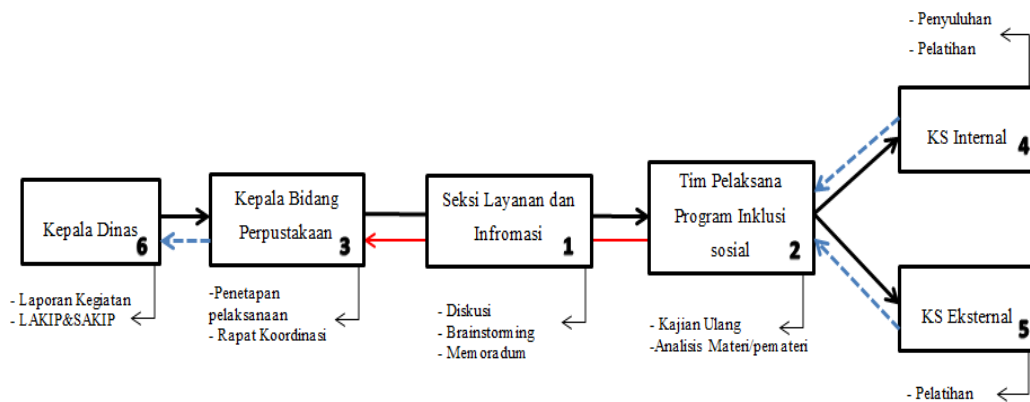 - Penyuluhan
- Pelatihan
KS Internal
4
Kepala Dinas
6
- Laporan Kegiatan
- LAKIP&SAKIP
Kepala Bidang
Perpustakaan
3
-Penetapan
pelaksanaan
- Rapat Koordinasi
Seksi Layanan dan
Infromasi
1
- Diskusi
- Brainstorming
- Memoradum
Tim Pelaksana
Program Inklusi
sosial
2
- Kajian Ulang
-Analisis Materi/pemateri
KS Eksternal
5
- Pelatihan